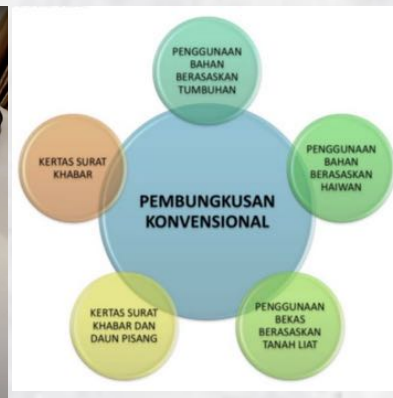 PENGGUNAAN
BAHAN
BERASASKAN
TUMBUHAN
PENGGUNAAN
BAHAN
BERASASKAN
HAIWAN
KERTAS SURAT
KHABAR
PEMBUNGKUSAN
KONVENSIONAL
KERTAS SURAT
KHABAR DAN
DAUN PISANG
PENGGUNAAN
BEKAS
BERASASKAN
TANAH LIAT